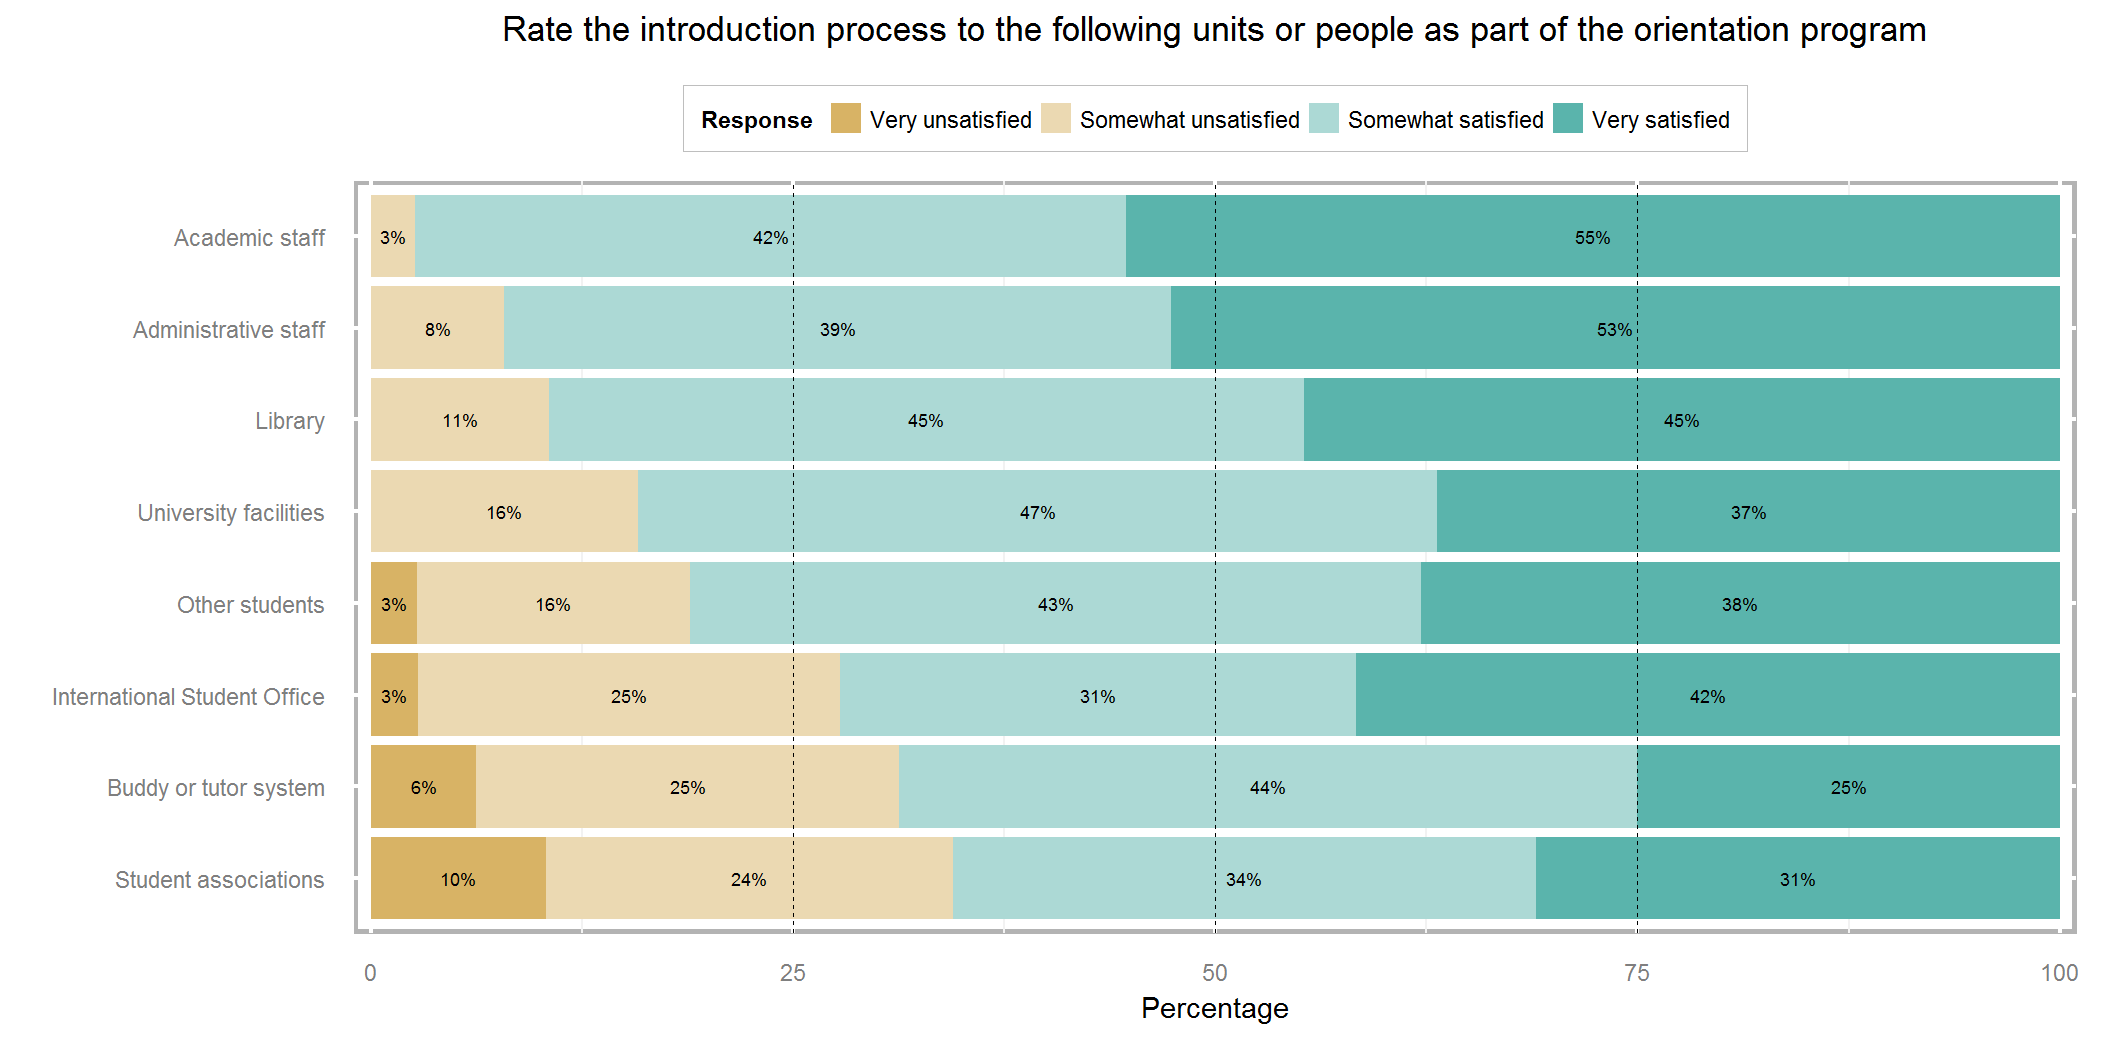 Rate the introduction process to the following units or people as part of the orientation program
Response Very unsatisfied Somewhat unsatisfied Somewhat satisfied Very satisfied
Academic staff 3% 42% 55%
Administrative staff 8% 39% 53%
Library 11% 45% 45%
University facilities 16% 47% 37%
Other students 3% 16% 43% 38%
International Student Office 3% 25% 31% 42%
Buddy or tutor system 6% 25% 44% 25%
Student associations 10% 24% 34% 31%
0 25 50 75 100
Percentage